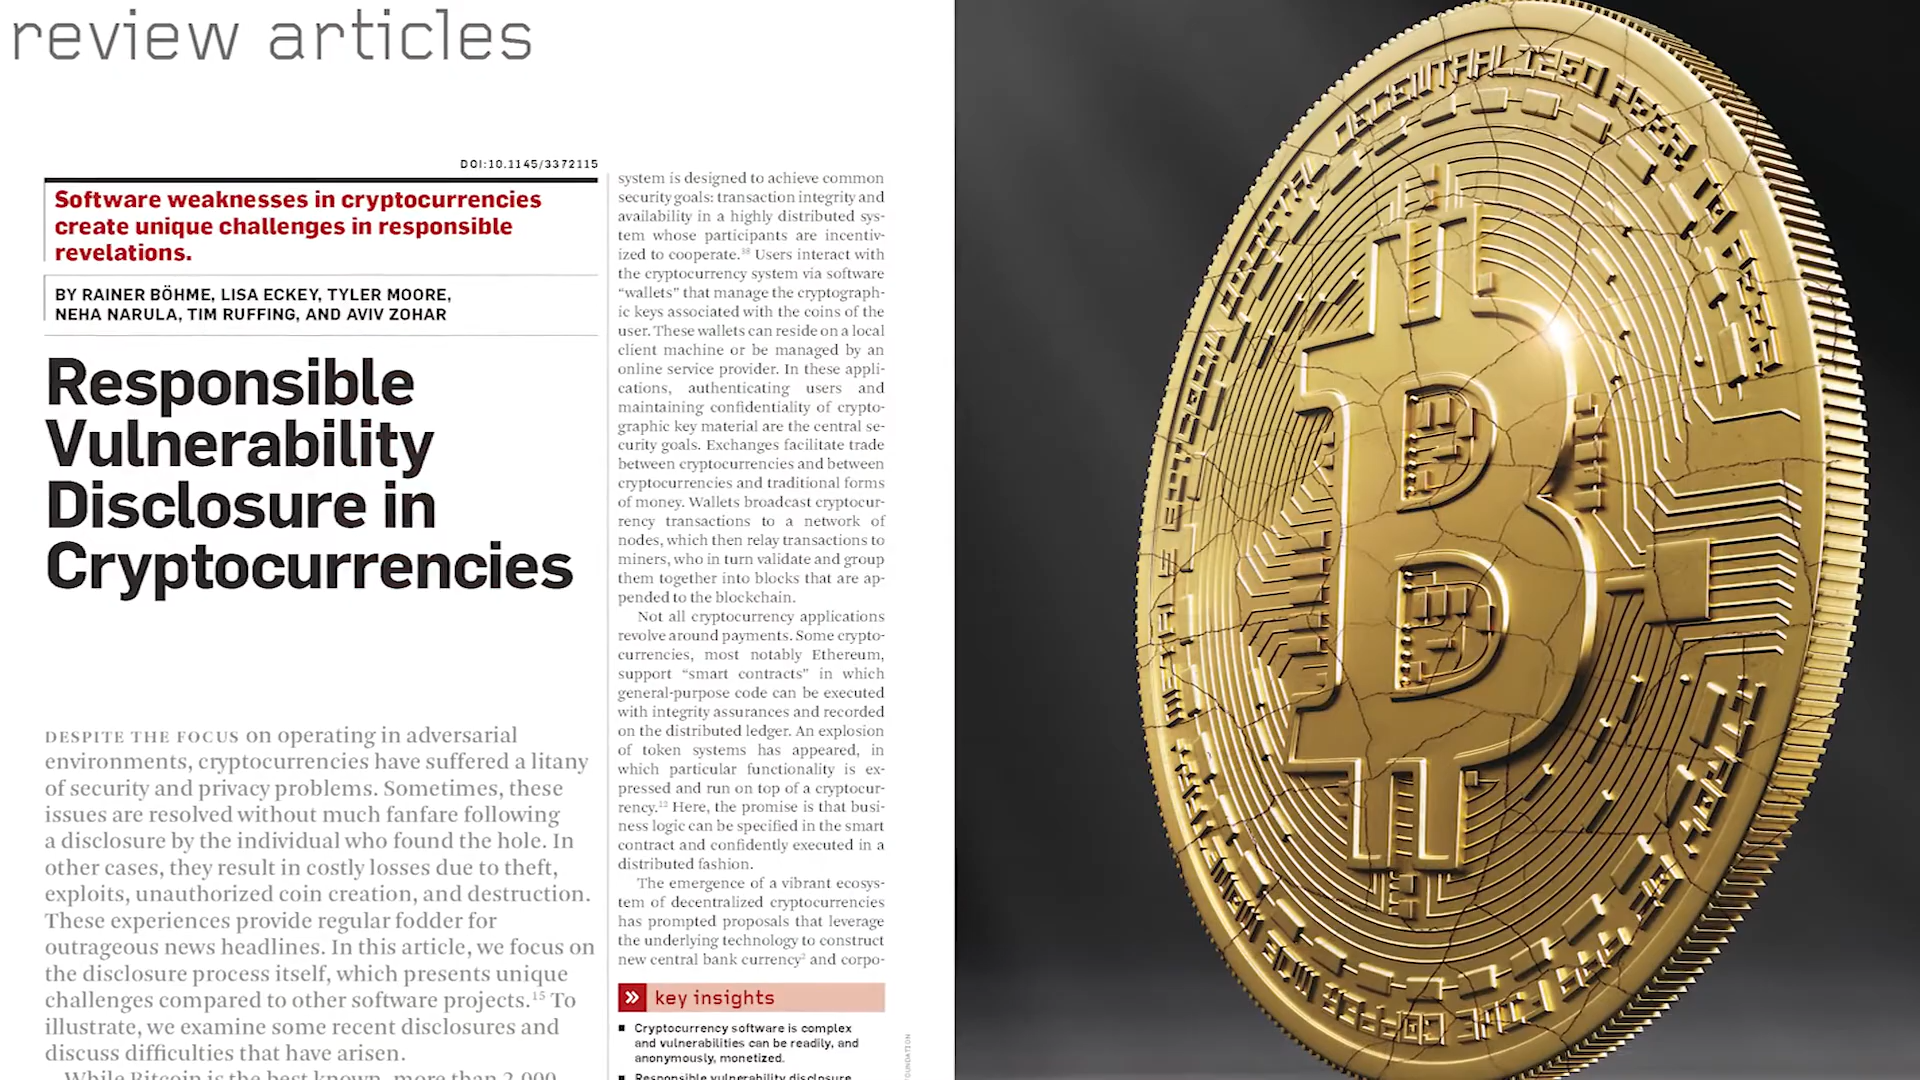 review articles
DOI:10.1145/3372115
Software weaknesses in cryptocurrencies
create unique challenges in responsible
revelations.
BY RAINER BÖHME, LISA ECKEY, TYLER MOORE,
NEHA NARULA, TIM RUFFING, AND AVIV ZOHAR
Responsible
Vulnerability
Disclosure in
Cryptocurrencies
DESPITE THE FOCUS on operating in adversarial
environments, cryptocurrencies have suffered a litany
of security and privacy problems. Sometimes, these
issues are resolved without much fanfare following
a disclosure by the individual who found the hole. In
other cases, they result in costly losses due to theft,
exploits, unauthorized coin creation, and destruction.
These experiences provide regular fodder for
outrageous news headlines. In this article, we focus on
the disclosure process itself, which presents unique
challenges compared to other software projects.15 To
illustrate, we examine some recent disclosures and
discuss difficulties that have arisen.
While Bitcoin is the best known, more than 2,000
system is designed to achieve common
security goals: transaction integrity and
availability in a highly distributed sys-
tem whose participants are incentiv-
ized to cooperate.38 Users interact with
the cryptocurrency system via software
“wallets” that manage the cryptograph-
ic keys associated with the coins of the
user. These wallets can reside on a local
client machine or be managed by an
online service provider. In these appli-
cations, authenticating users and
maintaining confidentiality of crypto-
graphic key material are the central se-
curity goals. Exchanges facilitate trade
between cryptocurrencies and between
cryptocurrencies and traditional forms
of money. Wallets broadcast cryptocur-
rency transactions to a network of
nodes, which then relay transactions to
miners, who in turn validate and group
them together into blocks that are ap-
pended to the blockchain.
Not all cryptocurrency applications
revolve around payments. Some crypto-
currencies, most notably Ethereum,
support “smart contracts” in which
general-purpose code can be executed
with integrity assurances and recorded
on the distributed ledger. An explosion
of token systems has appeared, in
which particular functionality is ex-
pressed and run on top of a cryptocur-
rency.12 Here, the promise is that busi-
ness logic can be specified in the smart
contract and confidently executed in a
distributed fashion.
The emergence of a vibrant ecosys-
tem of decentralized cryptocurrencies
has prompted proposals that leverage
the underlying technology to construct
new central bank currency2 and corpo-
» key insights
■ Cryptocurrency software is complex
and vulnerabilities can be readily, and
anonymously, monetized.
■ Responsible vulnerability disclosure
DECENTRALIZED PEER